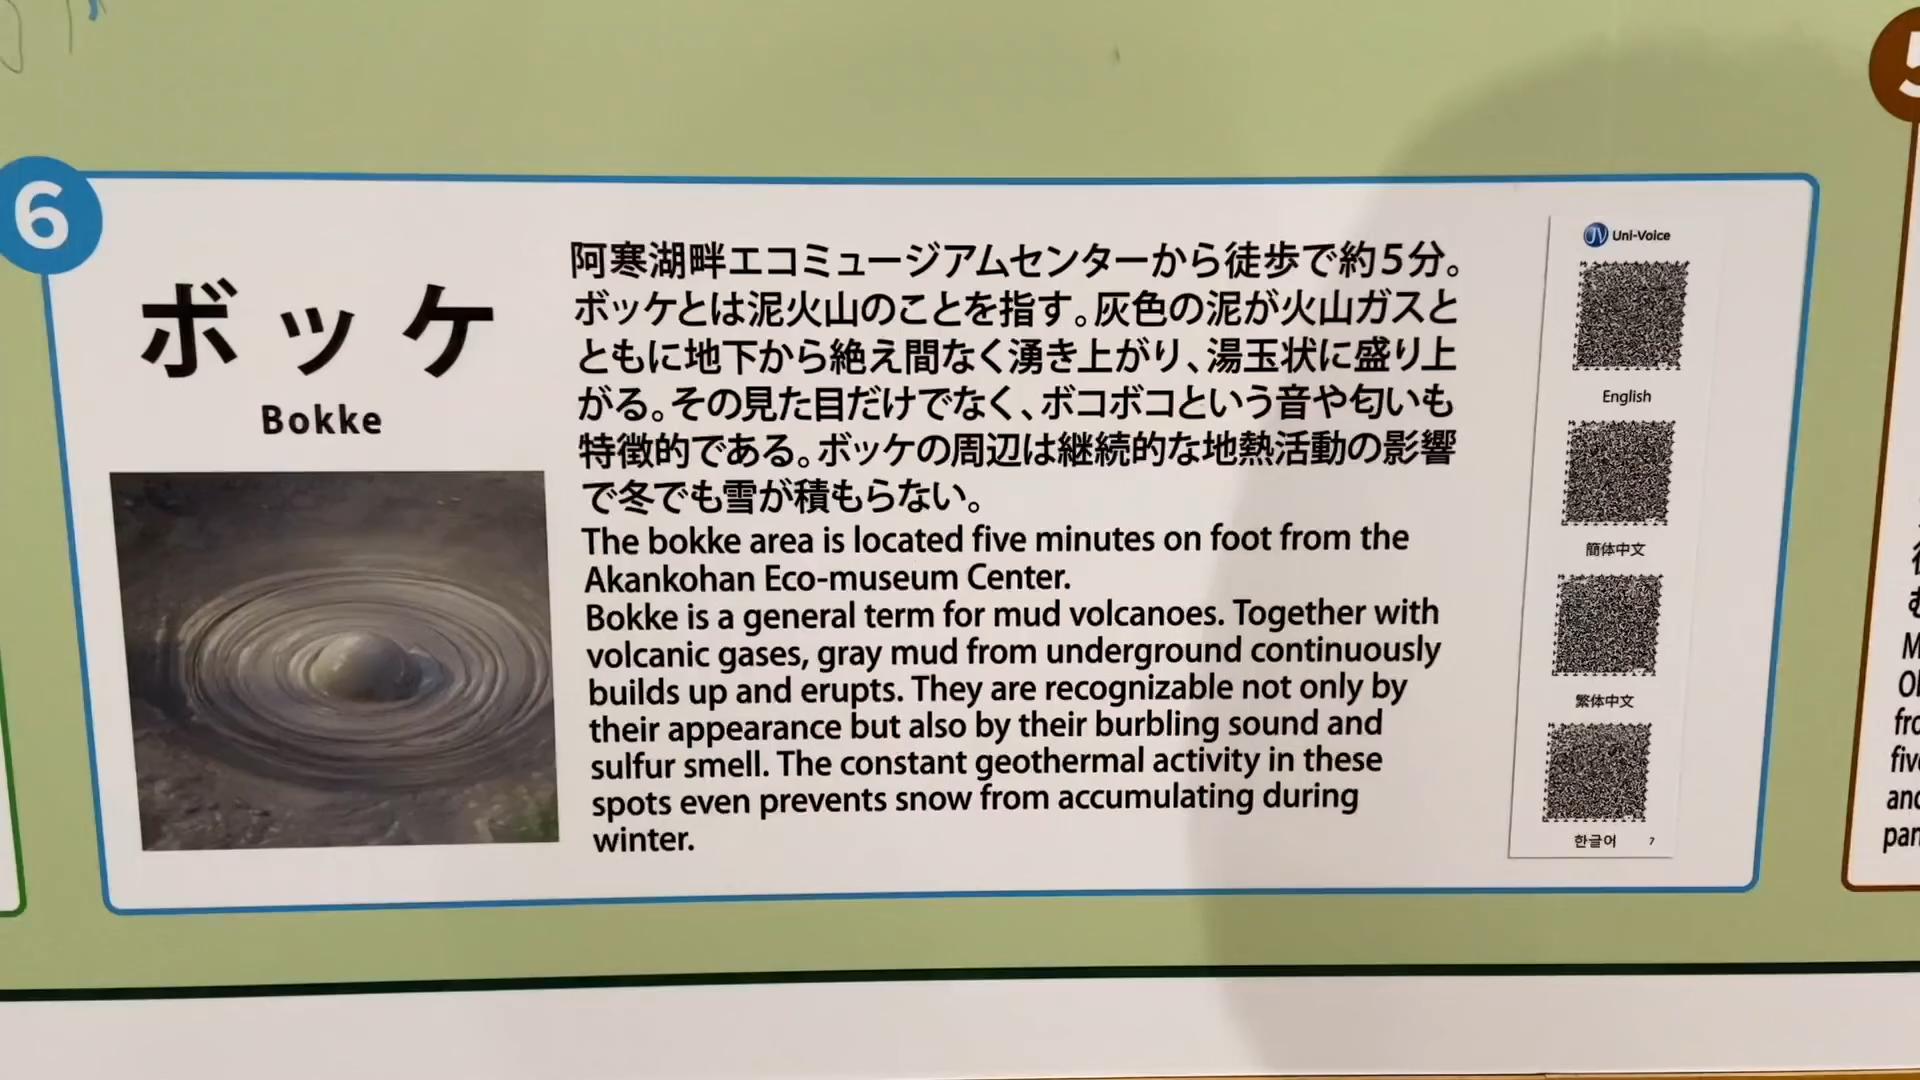 6
ボッケ
Bokke
阿寒湖畔エコミュージアムセンターから徒歩で約5分。
ボッケとは泥火山のことを指す。灰色の泥が火山ガスと
ともに地下から絶え間なく湧き上がり、湯玉状に盛り上
がる。その見た目だけでなく、ボコボコという音や匂いも
特徴的である。ボッケの周辺は継続的な地熱活動の影響
で冬でも雪が積もらない。
The bokke area is located five minutes on foot from the
Akankohan Eco-museum Center.
Bokke is a general term for mud volcanoes. Together with
volcanic gases, gray mud from underground continuously
builds up and erupts. They are recognizable not only by
their appearance but also by their burbling sound and
sulfur smell. The constant geothermal activity in these
spots even prevents snow from accumulating during
winter.
Uni-Voice
English
簡体中文
繁体中文
한글어 7
5